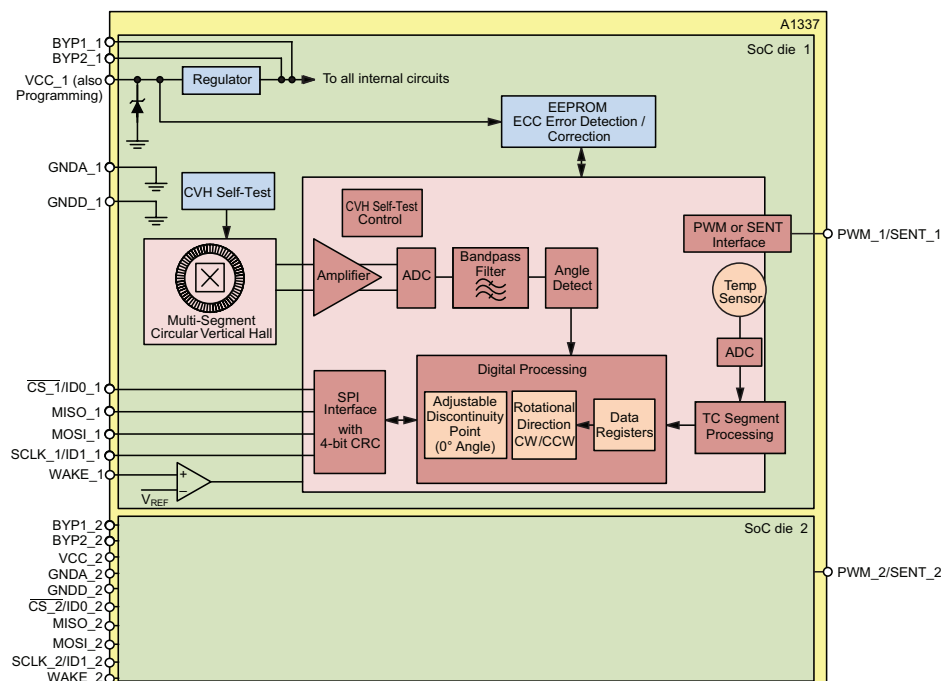 A1337
SoC die 1
BYP1_1
BYP2_1
VCC_1 (also
Programming)
Regulator
To all internal circuits
EEPROM
ECC Error Detection /
Correction
GNDA_1
GNDD_1
CVH Self-Test
CVH Self-Test
Control
PWM or SENT
Interface
PWM_1/SENT_1
Amplifier
ADC
Bandpass
Filter
Angle
Detect
Temp
Sensor
Multi-Segment
Circular Vertical Hall
ADC
CS_1/ID0_1
MISO_1
MOSI_1
SCLK_1/ID1_1
WAKE_1
SPI
Interface
with
4-bit CRC
Digital Processing
Adjustable
Discontinuity
Point
(0° Angle)
Rotational
Direction
CW/CCW
Data
Registers
TC Segment
Processing
+
–
VREF
SoC die 2
BYP1_2
BYP2_2
VCC_2
GNDA_2
GNDD_2
CS_2/ID0_2
MISO_2
MOSI_2
SCLK_2/ID1_2
WAKE_2
PWM_2/SENT_2